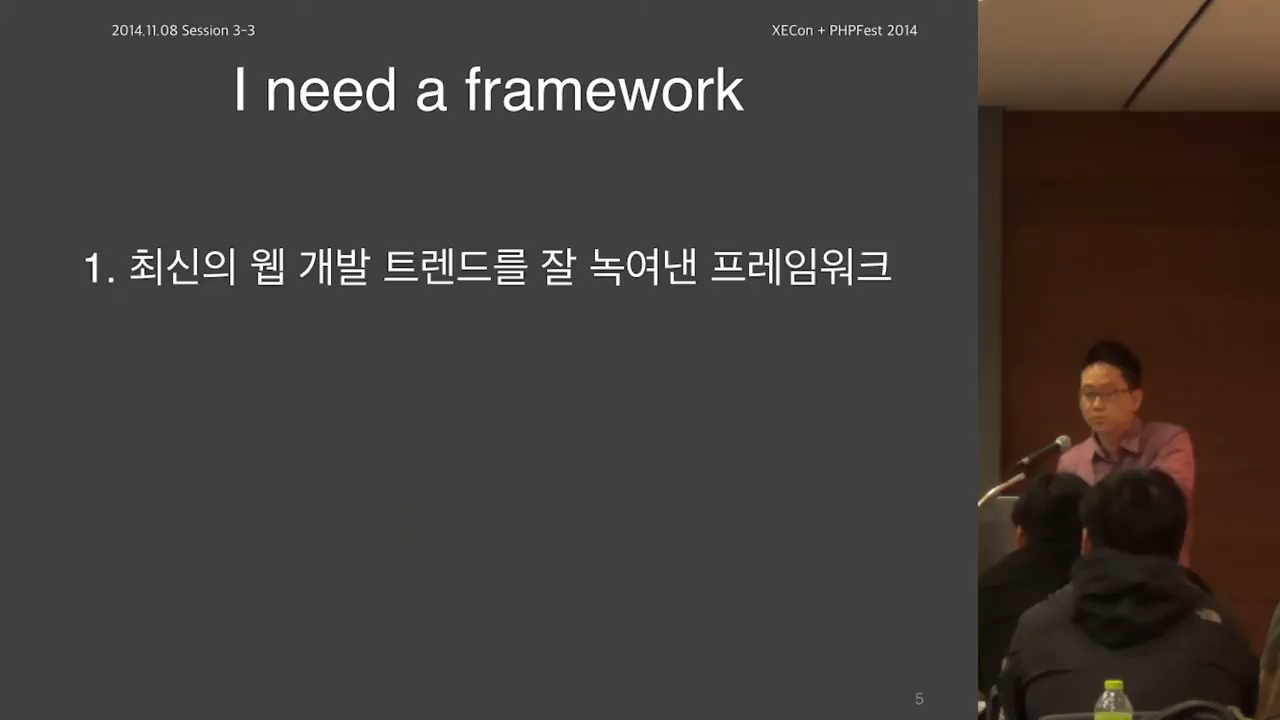 2014.11.08 Session 3-3
XECon + PHPFest 2014
I need a framework
1. 최신의 웹 개발 트렌드를 잘 녹여낸 프레임워크
5